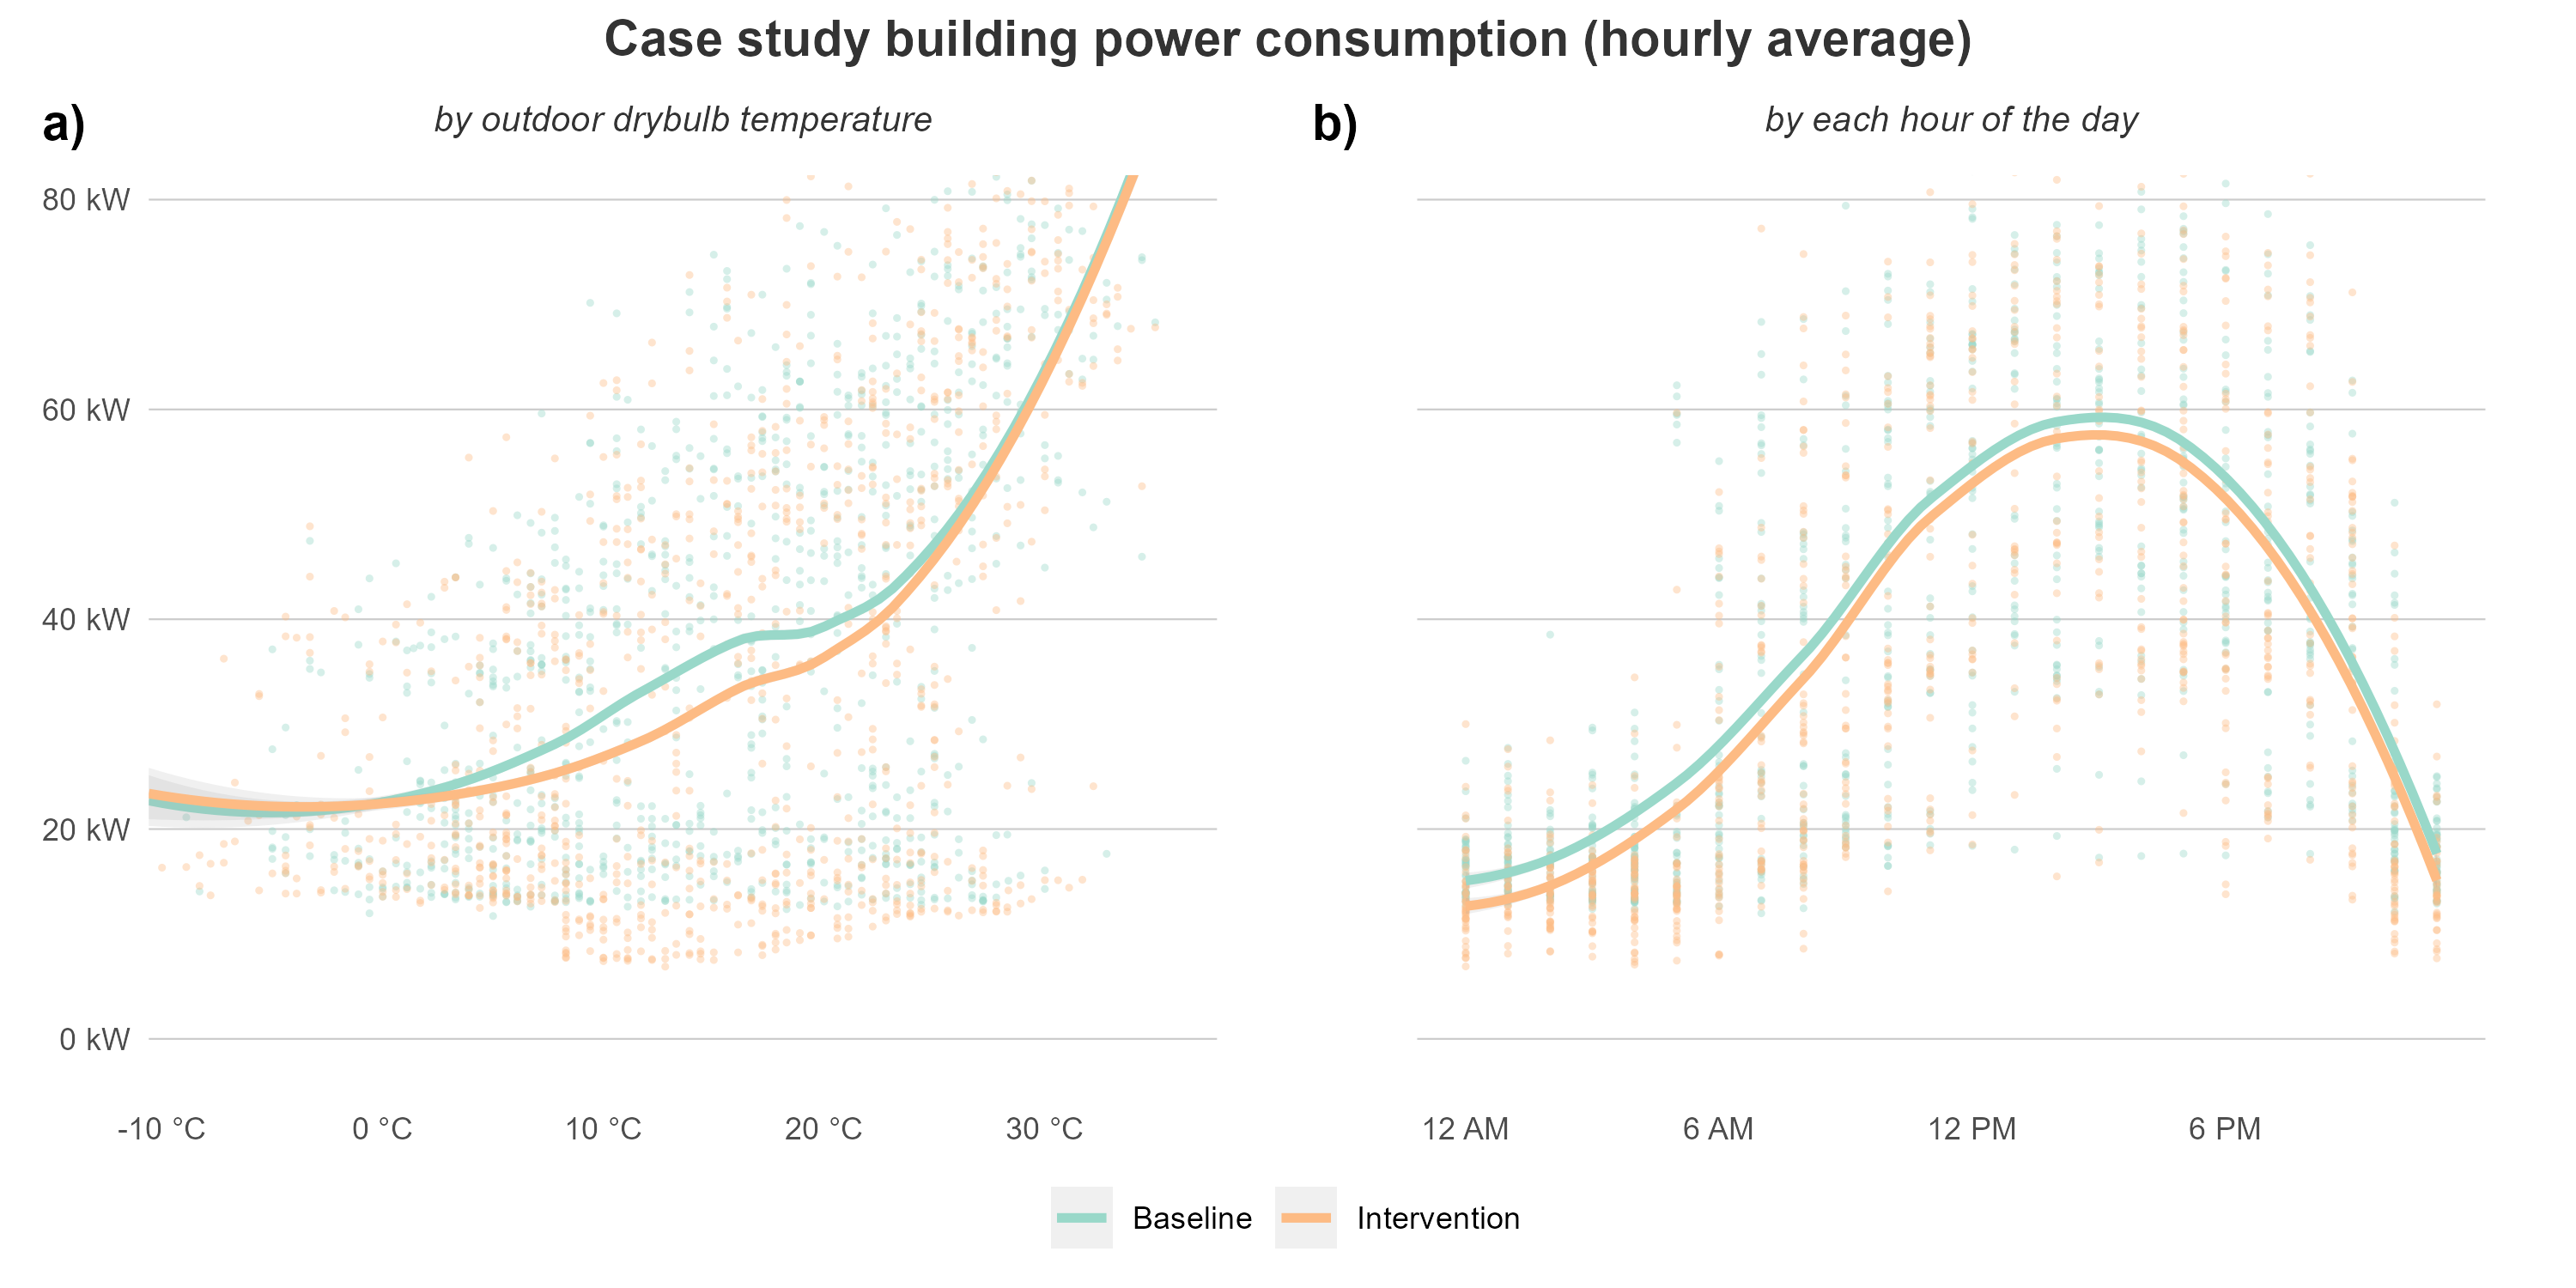 Case study building power consumption (hourly average)
a)
by outdoor drybulb temperature
80 kW
60 kW
40 kW
20 kW
0 kW
-10 °C
0 °C
10 °C
20 °C
30 °C
b)
by each hour of the day
12 AM
6 AM
12 PM
6 PM
Baseline
Intervention